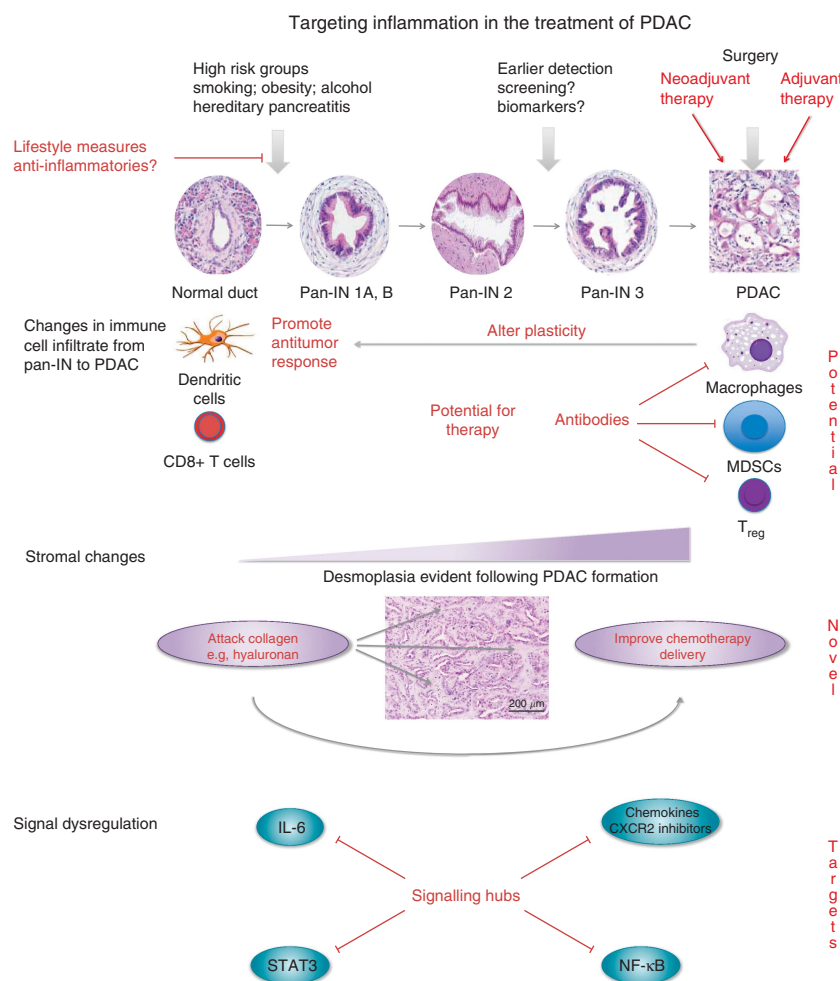 Targeting inflammation in the treatment of PDAC
High risk groups
smoking; obesity; alcohol
hereditary pancreatitis
Earlier detection
screening?
biomarkers?
Surgery
Neoadjuvant
therapy
Adjuvant
therapy
Lifestyle measures
anti-inflammatories?
Normal duct
Pan-IN 1A, B
Pan-IN 2
Pan-IN 3
PDAC
Changes in immune
cell infiltrate from
pan-IN to PDAC
Promote
antitumor
response
Alter plasticity
Dendritic
cells
Macrophages
Potential for
therapy
Antibodies
CD8+ T cells
MDSCs
Treg
Potential
Stromal changes
Desmoplasia evident following PDAC formation
Attack collagen
e.g, hyaluronan
Improve chemotherapy
delivery
200 μm
Novel
Signal dysregulation
IL-6
Chemokines
CXCR2 inhibitors
Signalling hubs
STAT3
NF-κB
Targets